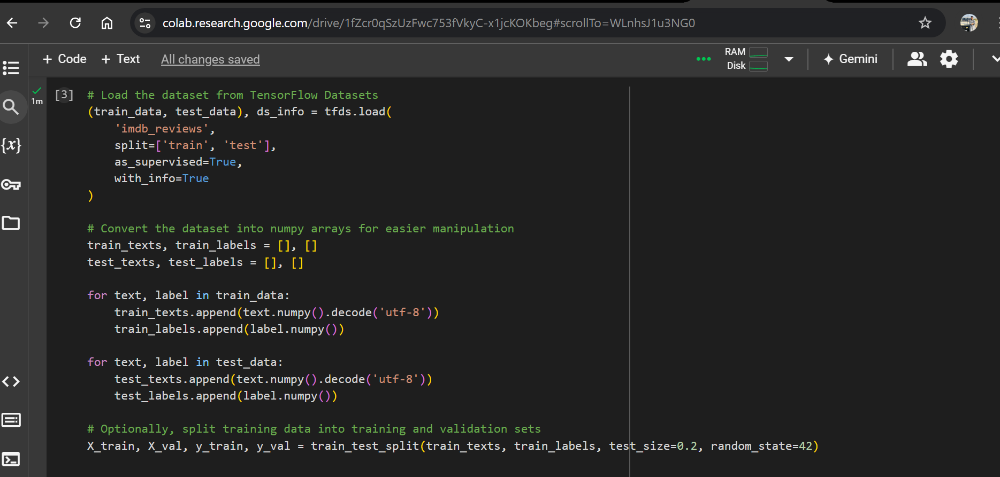 colab.research.google.com/drive/1fZcr0qSzUzFwc753fVkyC-x1jcKOKbeg#scrollTo=WLnhsJ1u3NG0
+ Code + Text All changes saved
RAM
Disk
Gemini
1m
[3]
# Load the dataset from TensorFlow Datasets
(train_data, test_data), ds_info = tfds.load(
    'imdb_reviews',
    split=['train', 'test'],
    as_supervised=True,
    with_info=True
)
# Convert the dataset into numpy arrays for easier manipulation
train_texts, train_labels = [], []
test_texts, test_labels = [], []
for text, label in train_data:
    train_texts.append(text.numpy().decode('utf-8'))
    train_labels.append(label.numpy())
for text, label in test_data:
    test_texts.append(text.numpy().decode('utf-8'))
    test_labels.append(label.numpy())
# Optionally, split training data into training and validation sets
X_train, X_val, y_train, y_val = train_test_split(train_texts, train_labels, test_size=0.2, random_state=42)